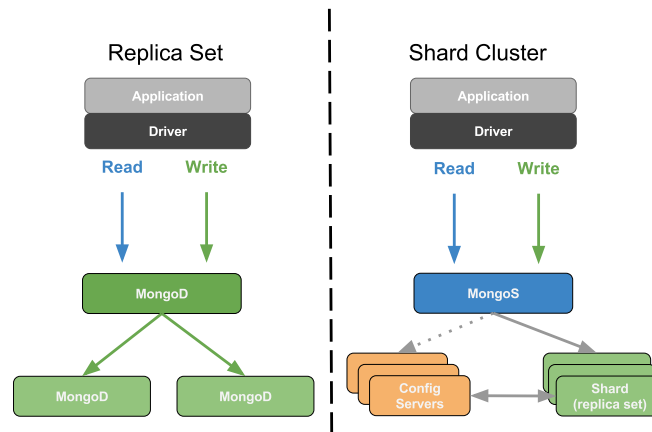 Replica Set
Application
Driver
Read Write
MongoD
MongoD MongoD
Shard Cluster
Application
Driver
Read Write
MongoS
Config
Servers
Shard
(replica set)